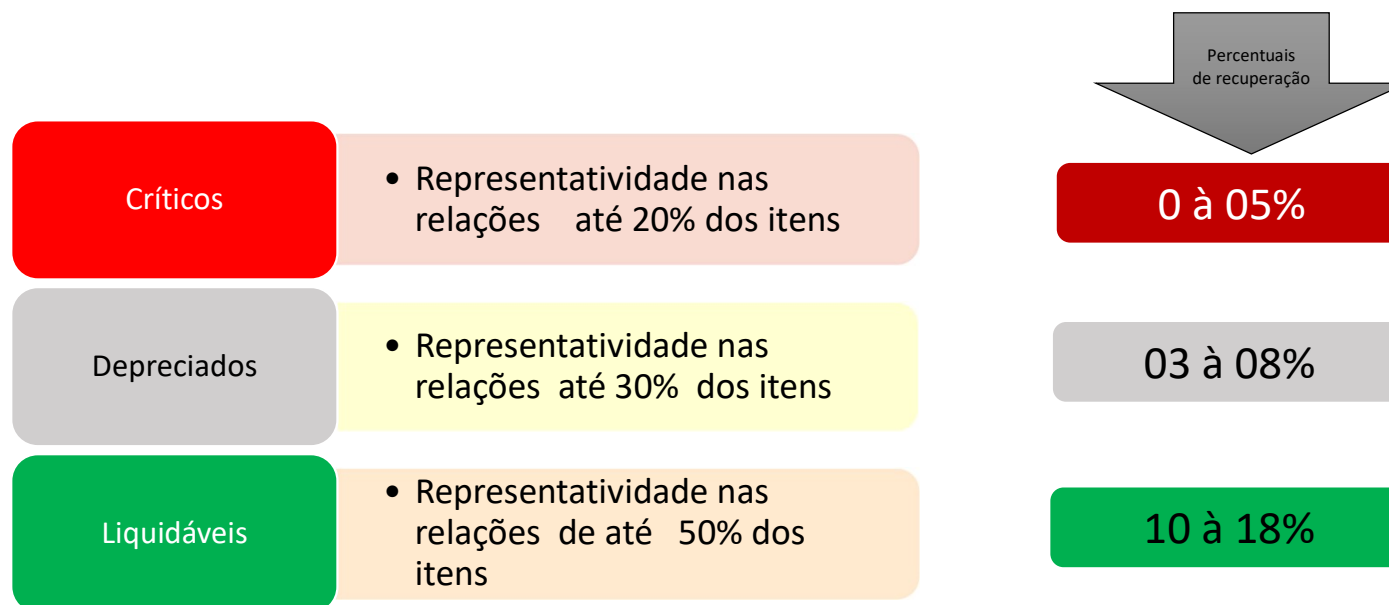 Percentuais
de recuperação
Críticos
• Representatividade nas
relações até 20% dos itens
0 à 05%
Depreciados
• Representatividade nas
relações até 30% dos itens
03 à 08%
Liquidáveis
• Representatividade nas
relações de até 50% dos
itens
10 à 18%